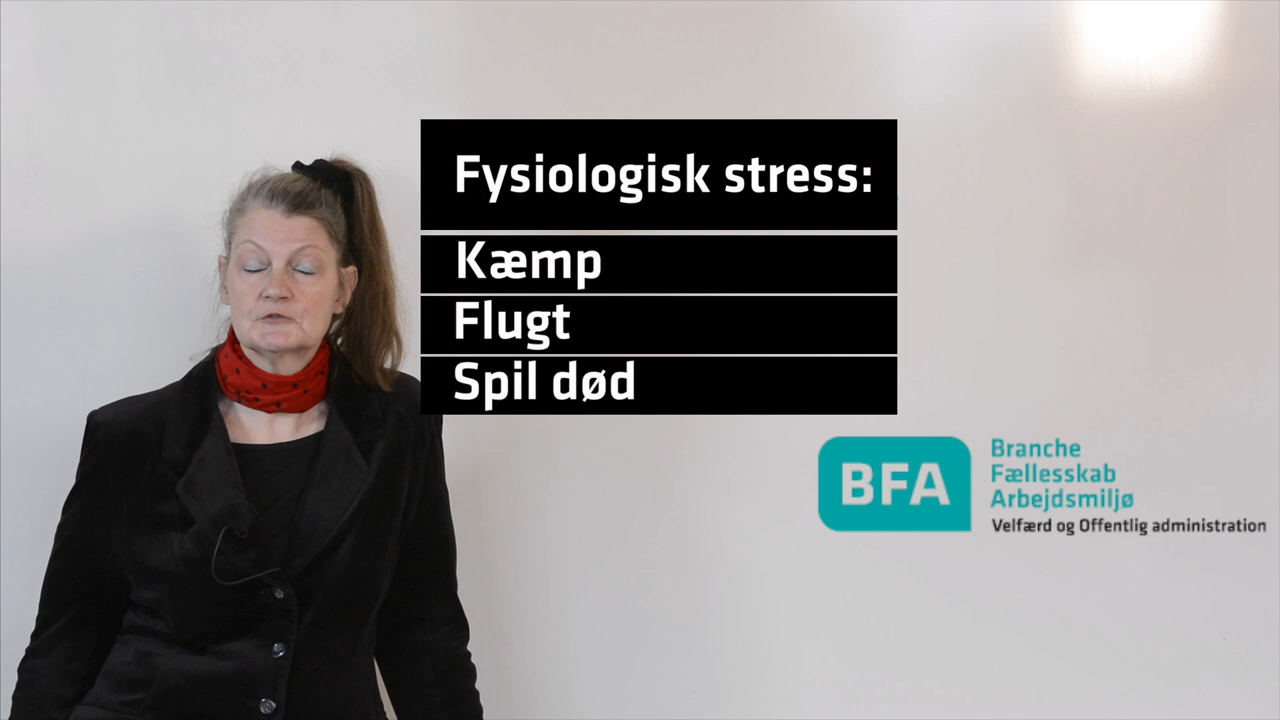 Fysiologisk stress:
Kæmp
Flugt
Spil død
BFA
Branche
Fællesskab
Arbejdsmiljø
Velfærd og Offentlig administration